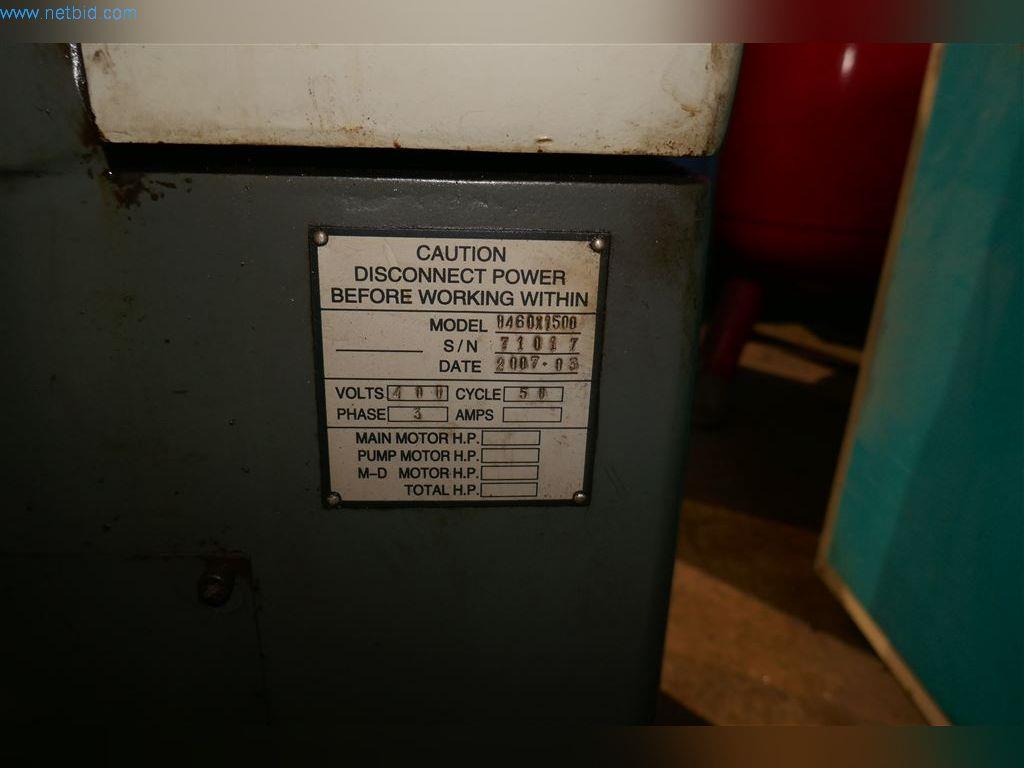 www.netbid.com
CAUTION
DISCONNECT POWER
BEFORE WORKING WITHIN
MODEL
S/N 71017
DATE 2007-03
VOLTS 400 CYCLE 50
PHASE 3 AMPS
MAIN MOTOR H.P.
PUMP MOTOR H.P.
M-D MOTOR H.P.
TOTAL H.P.